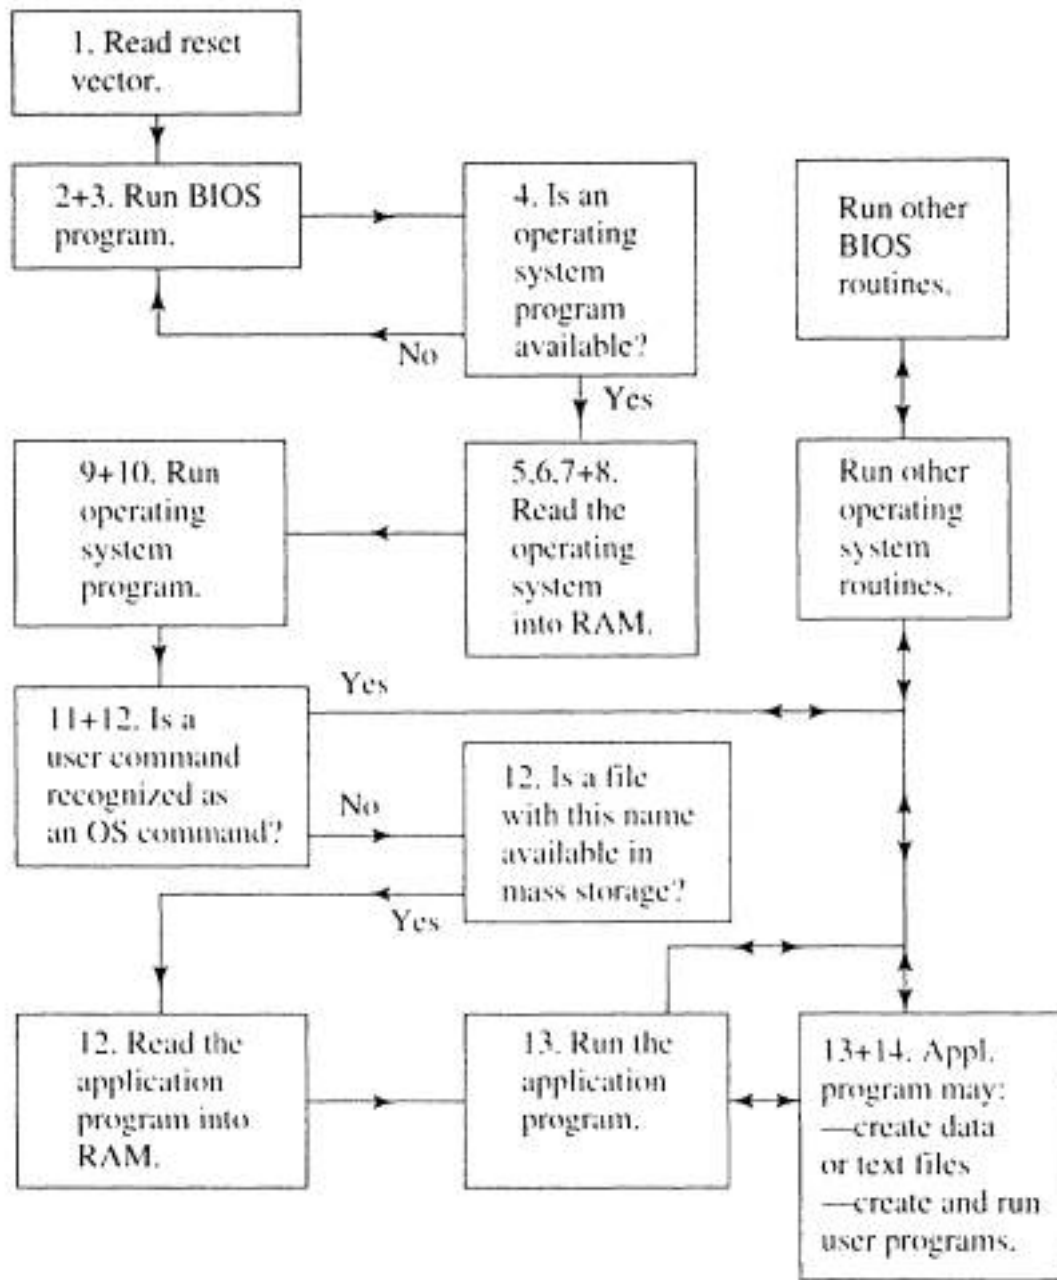 1. Read reset
vector.
2+3. Run BIOS
program.
4. Is an
operating
system
program
available?
Run other
BIOS
routines.
No
Yes
9+10. Run
operating
system
program.
5,6,7+8.
Read the
operating
system
into RAM.
Run other
operating
system
routines.
Yes
11+12. Is a
user command
recognized as
an OS command?
No
12. Is a file
with this name
available in
mass storage?
Yes
12. Read the
application
program into
RAM.
13. Run the
application
program.
13+14. Appl.
program may:
—create data
or text files
—create and run
user programs.